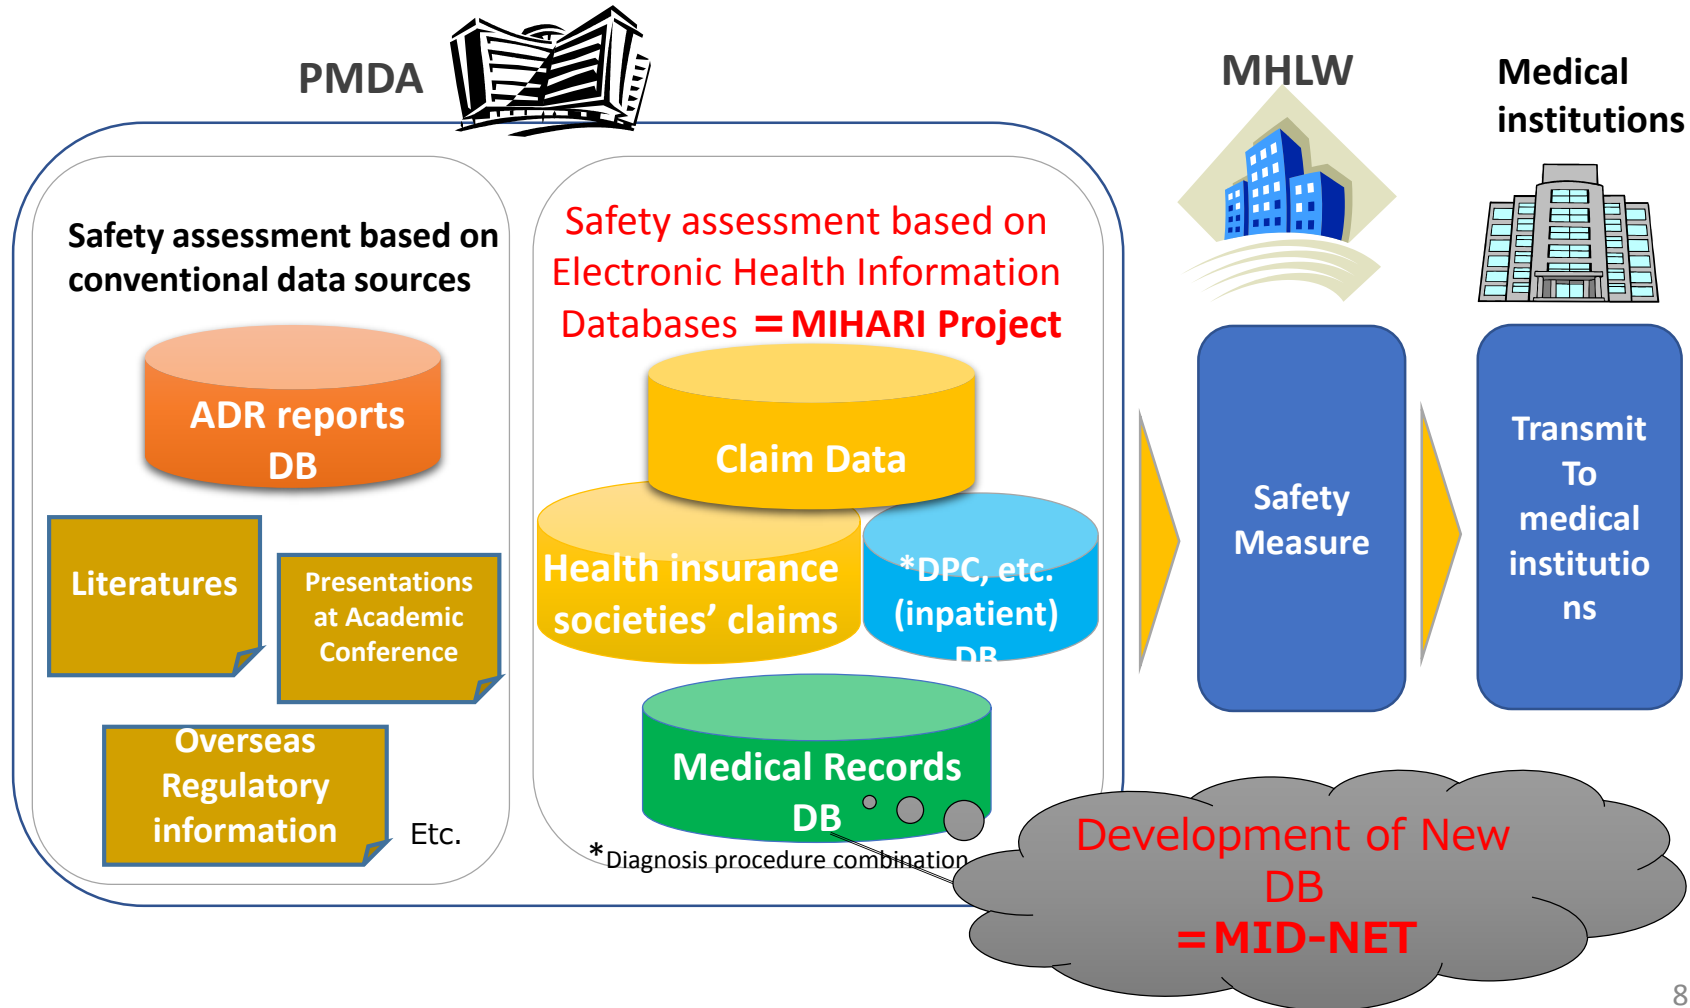 PMDA
MHLW
Medical
institutions
Safety assessment based on
conventional data sources
ADR reports
DB
Literatures
Presentations
at Academic
Conference
Overseas
Regulatory
information
Etc.
Safety assessment based on
Electronic Health Information
Databases =MIHARI Project
Claim Data
Health insurance
societies’ claims
*DPC, etc.
(inpatient)
DB
Medical Records
DB
*Diagnosis procedure combination
Safety
Measure
Transmit
To
medical
institutio
ns
Development of New
DB
=MID-NET
8